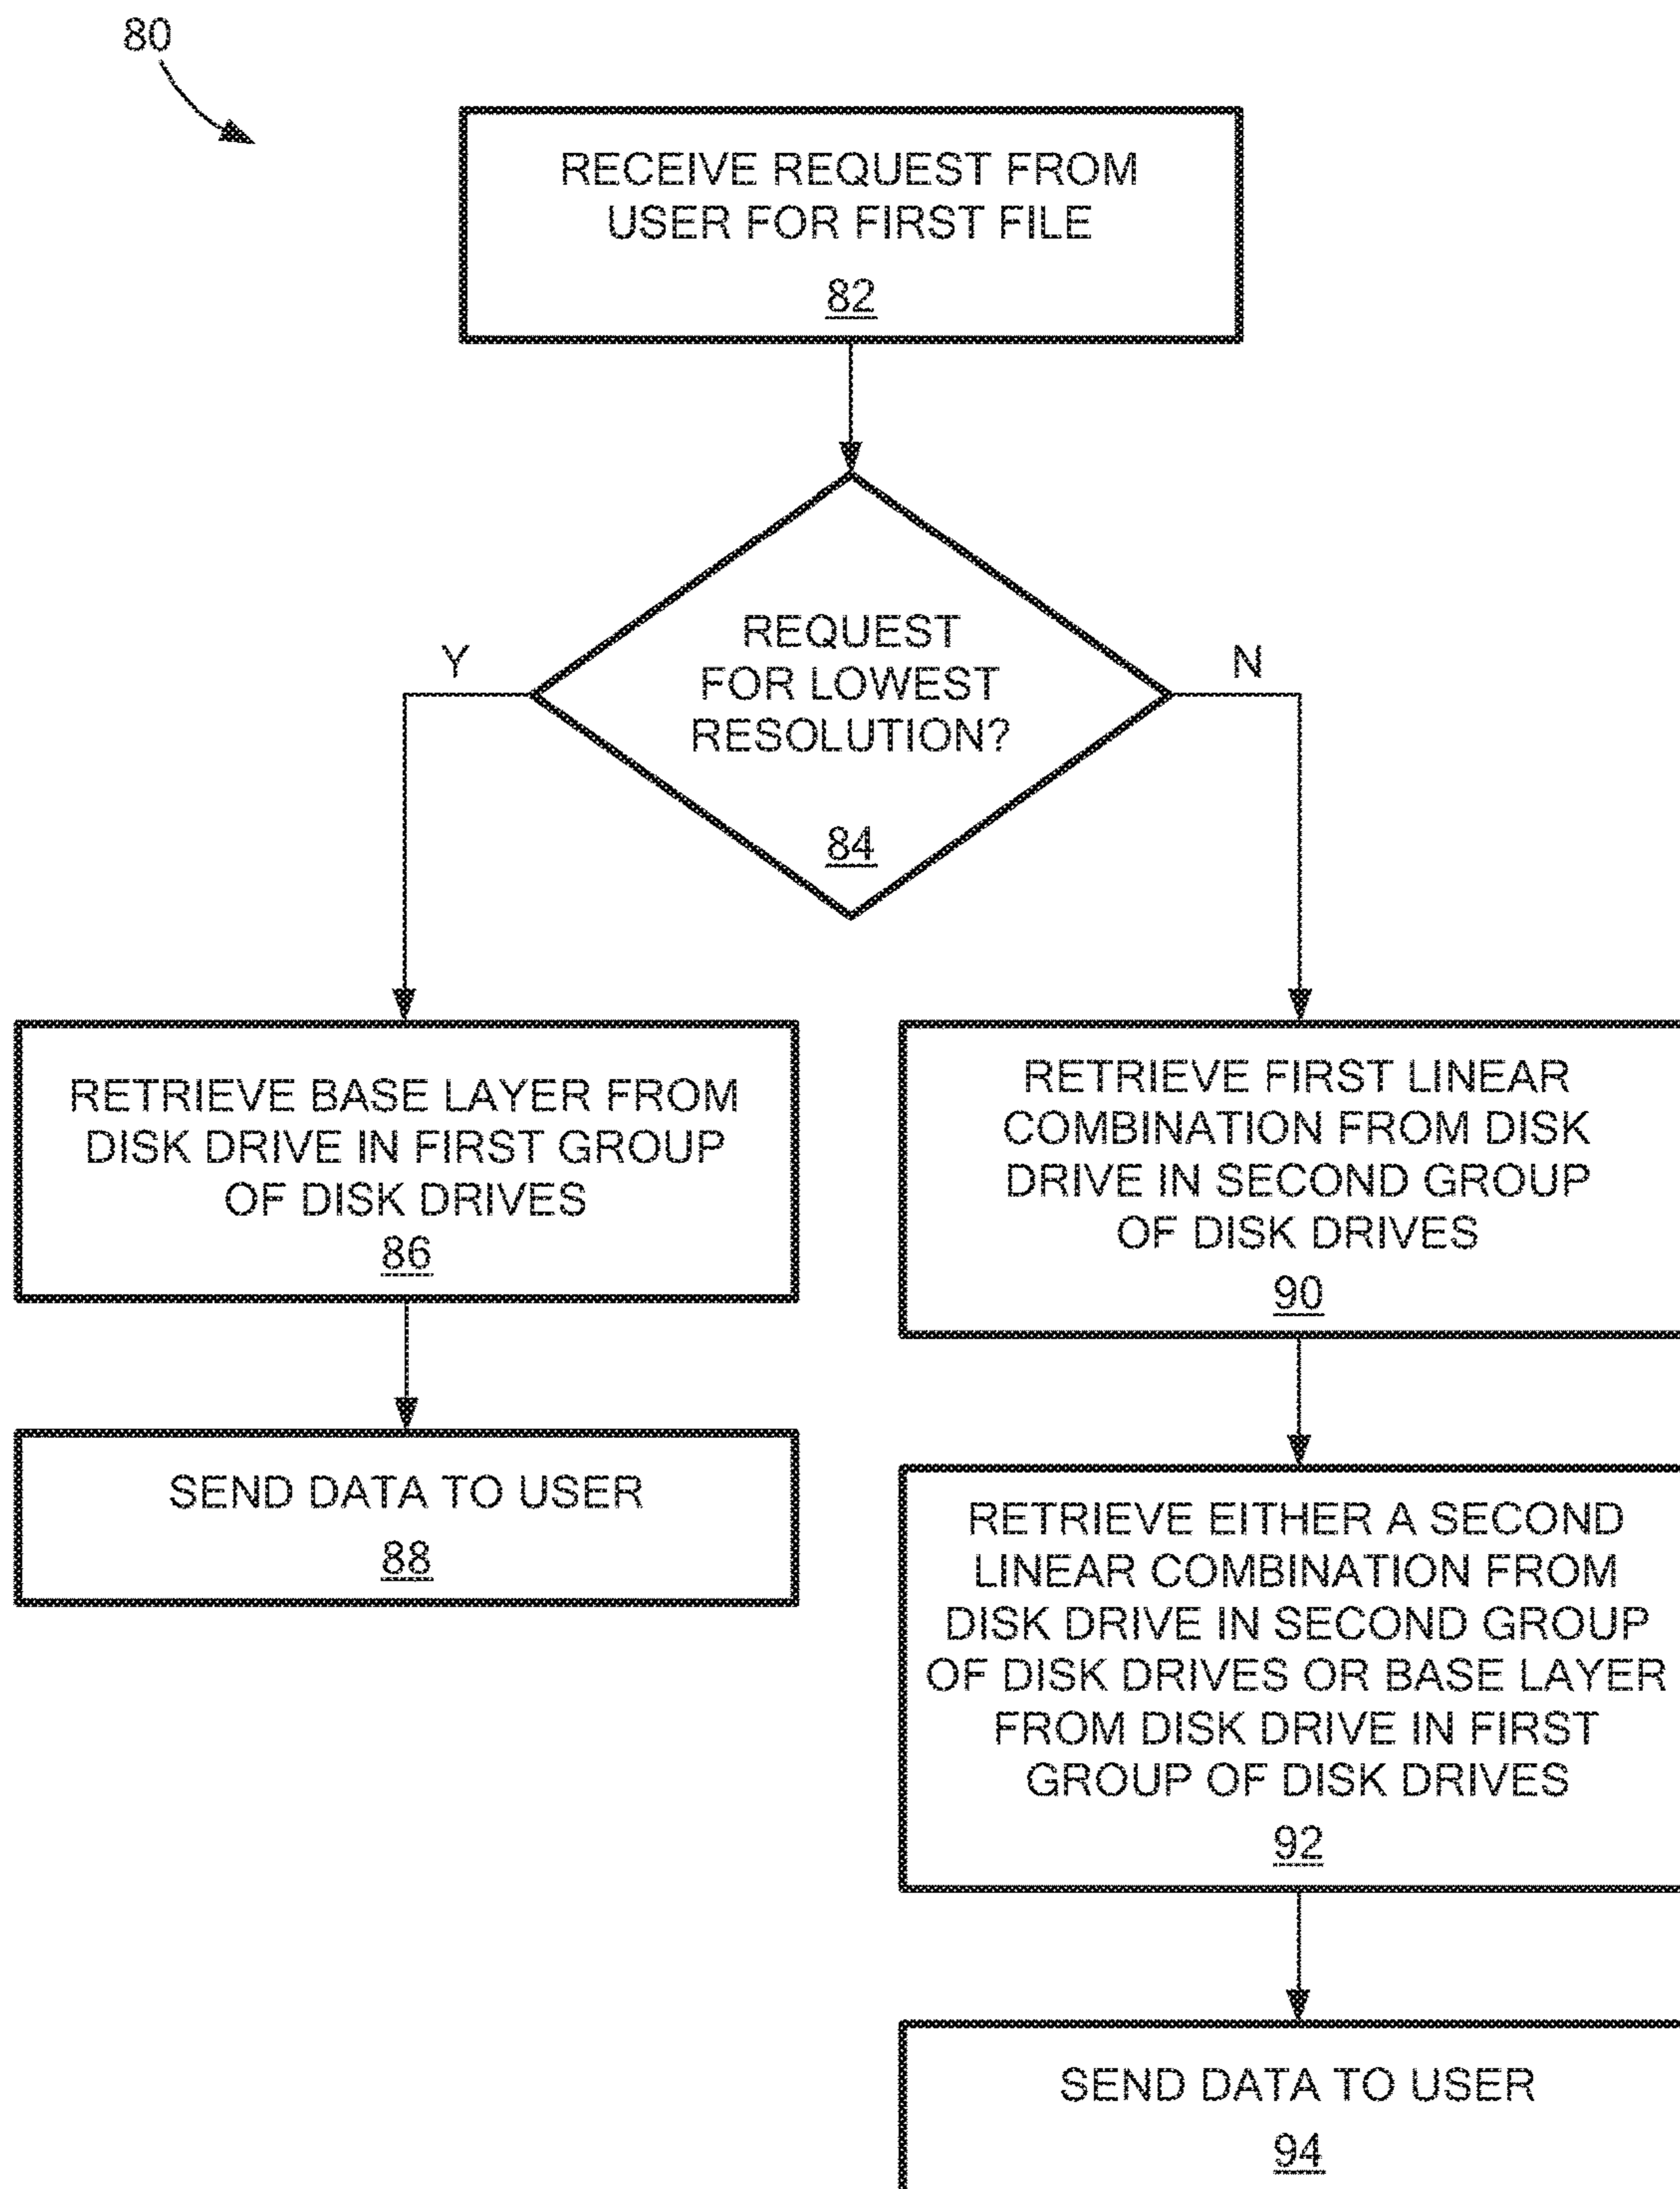 80
RECEIVE REQUEST FROM
USER FOR FIRST FILE
82
REQUEST
FOR LOWEST
RESOLUTION?
84
Y
N
RETRIEVE BASE LAYER FROM
DISK DRIVE IN FIRST GROUP
OF DISK DRIVES
86
SEND DATA TO USER
88
RETRIEVE FIRST LINEAR
COMBINATION FROM DISK
DRIVE IN SECOND GROUP
OF DISK DRIVES
90
RETRIEVE EITHER A SECOND
LINEAR COMBINATION FROM
DISK DRIVE IN SECOND GROUP
OF DISK DRIVES OR BASE LAYER
FROM DISK DRIVE IN FIRST
GROUP OF DISK DRIVES
92
SEND DATA TO USER
94